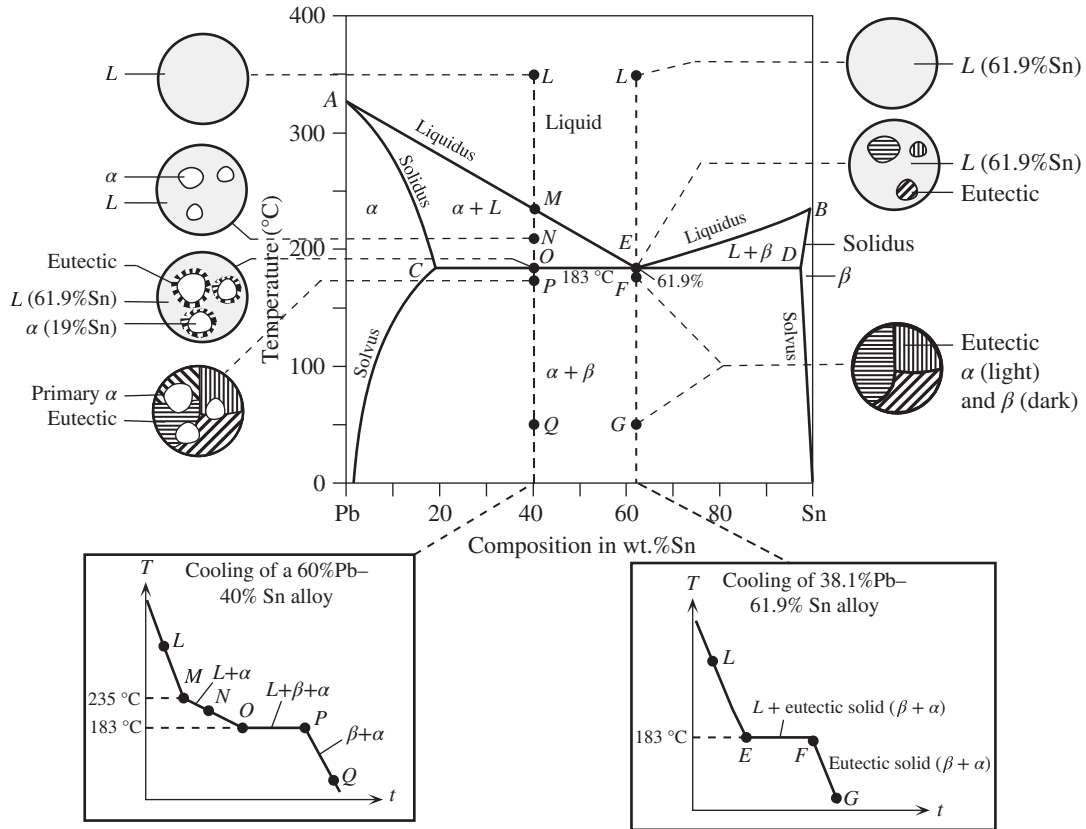 400
300
200
100
0
Temperature (°C)
Pb
20
40
60
80
Sn
Composition in wt.%Sn
L
α
L
Eutectic
L (61.9%Sn)
α (19%Sn)
Primary α
Eutectic
A
Solidus
Liquidus
Liquid
L
L
α
α + L
M
N
O
P
C
E
F
183 °C
61.9%
Liquidus
L + β
B
D
Solidus
β
Solvus
Solvus
α + β
Q
G
L (61.9%Sn)
L (61.9%Sn)
Eutectic
Eutectic
α (light)
and β (dark)
T
Cooling of a 60%Pb–
40% Sn alloy
L
M
L+α
N
O
L+β+α
P
235 °C
183 °C
β+α
Q
t
T
Cooling of 38.1%Pb–
61.9% Sn alloy
L
L + eutectic solid (β + α)
183 °C
E
F
Eutectic solid (β + α)
G
t